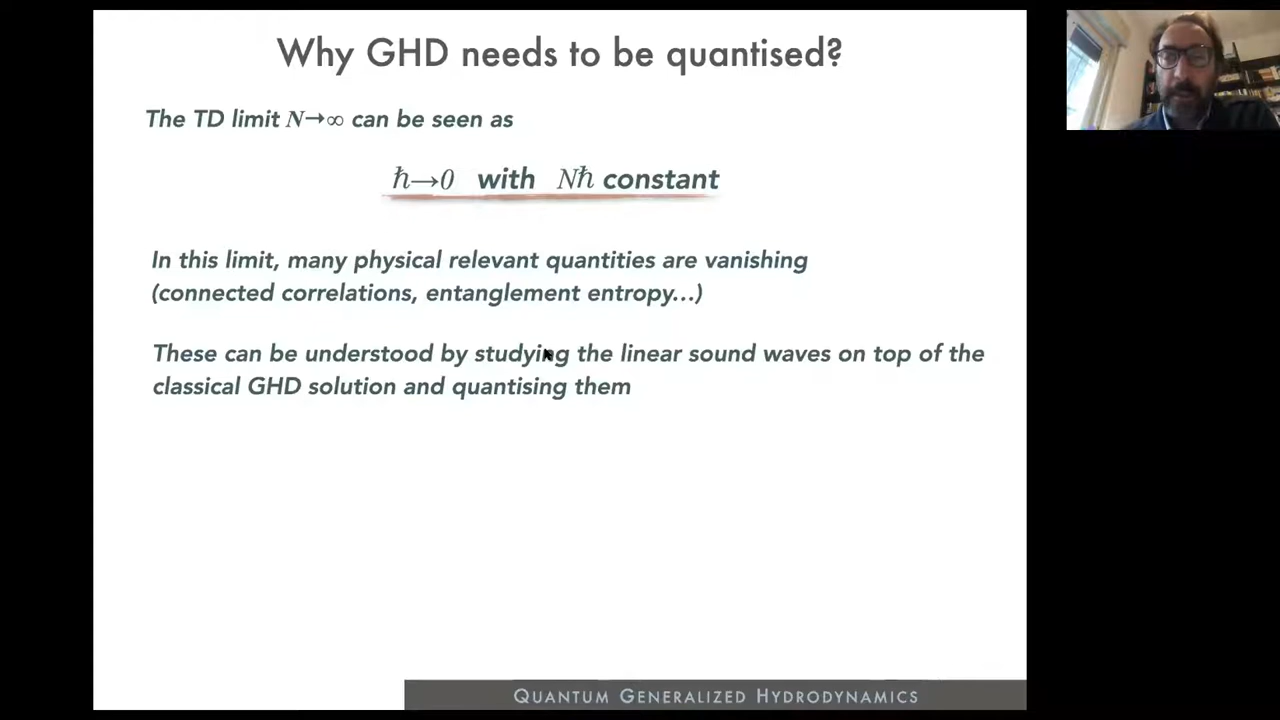 Why GHD needs to be quantised?
The TD limit N→∞ can be seen as
ℏ→0 with Nℏ constant
In this limit, many physical relevant quantities are vanishing
(connected correlations, entanglement entropy...)
These can be understood by studying the linear sound waves on top of the
classical GHD solution and quantising them
QUANTUM GENERALIZED HYDRODYNAMICS